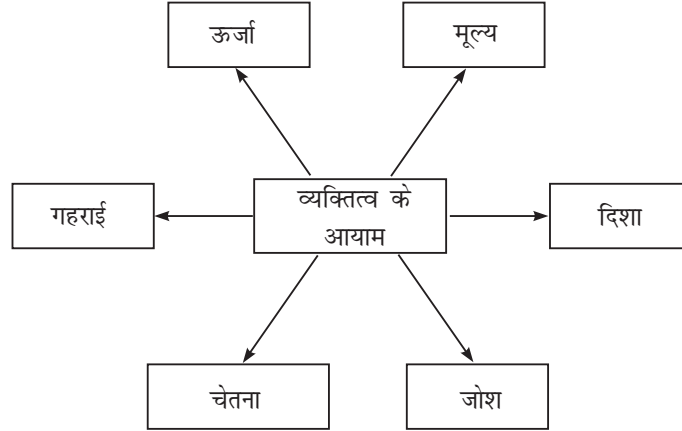 ऊर्जा
मूल्य
गहराई
व्यक्तित्व के
आयाम
दिशा
चेतना
जोश